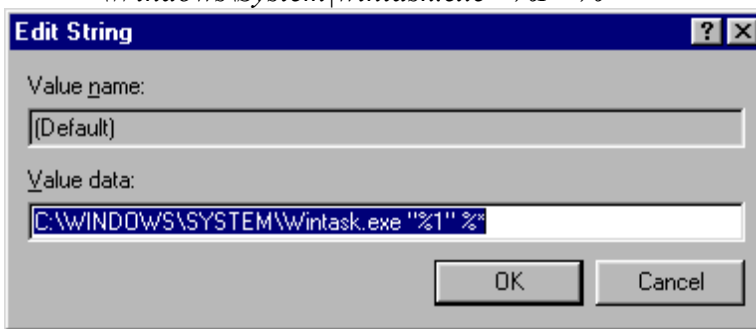 Edit String
Value name:
(Default)
Value data:
C:\WINDOWS\SYSTEM\Wintask.exe "%1" %*
OK Cancel